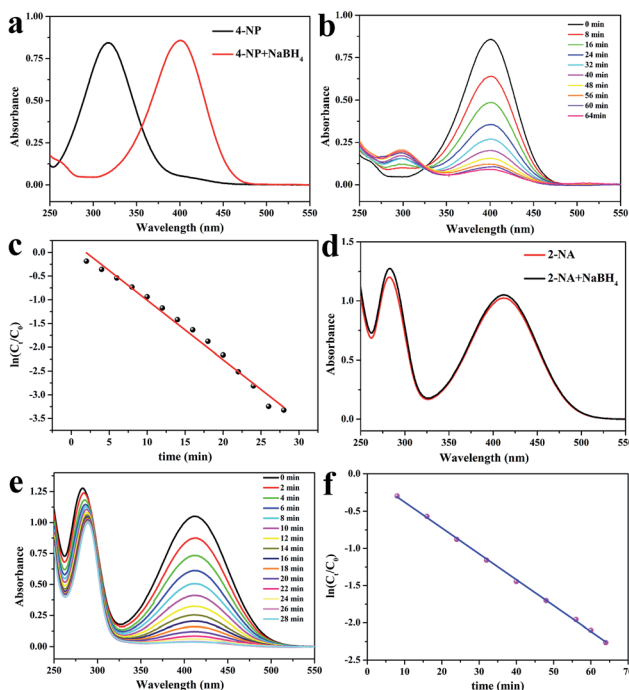 a
4-NP
4-NP+NaBH4
Absorbance
0.75
0.50
0.25
0.00
250 300 350 400 450 500 550
Wavelength (nm)
b
0 min
8 min
16 min
24 min
32 min
40 min
48 min
56 min
60 min
64min
Absorbance
1.00
0.75
0.50
0.25
0.00
250 300 350 400 450 500 550
Wavelength (nm)
c
ln(Ct/C0)
0.0
-0.5
-1.0
-1.5
-2.0
-2.5
-3.0
-3.5
0 5 10 15 20 25 30
time (min)
d
2-NA
2-NA+NaBH4
Absorbance
1.5
1.0
0.5
0.0
250 300 350 400 450 500 550
Wavelength (nm)
e
0 min
2 min
4 min
6 min
8 min
10 min
12 min
14 min
16 min
18 min
20 min
22 min
24 min
26 min
28 min
Absorbance
1.25
1.00
0.75
0.50
0.25
0.00
250 300 350 400 450 500 550
Wavelength (nm)
f
ln(Ct/C0)
0.0
-0.5
-1.0
-1.5
-2.0
-2.5
0 10 20 30 40 50 60 70
time (min)